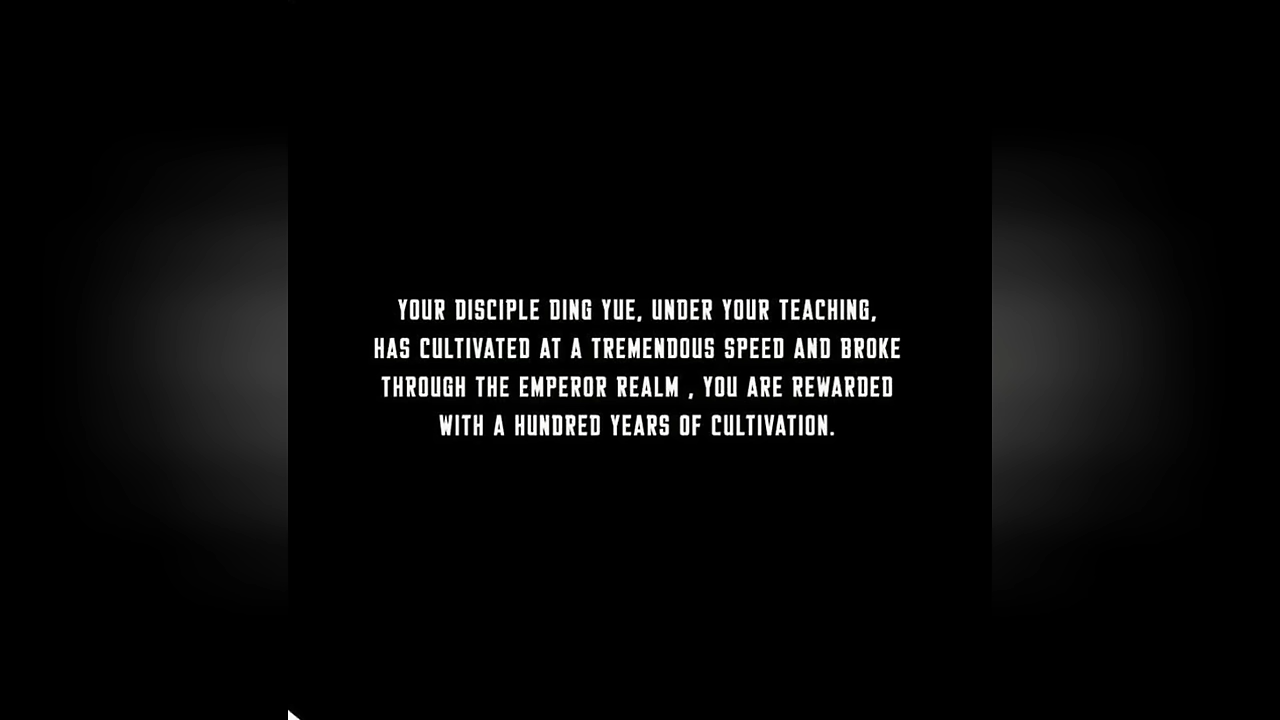 YOUR DISCIPLE DING YUE, UNDER YOUR TEACHING,
HAS CULTIVATED AT A TREMENDOUS SPEED AND BROKE
THROUGH THE EMPEROR REALM , YOU ARE REWARDED
WITH A HUNDRED YEARS OF CULTIVATION.